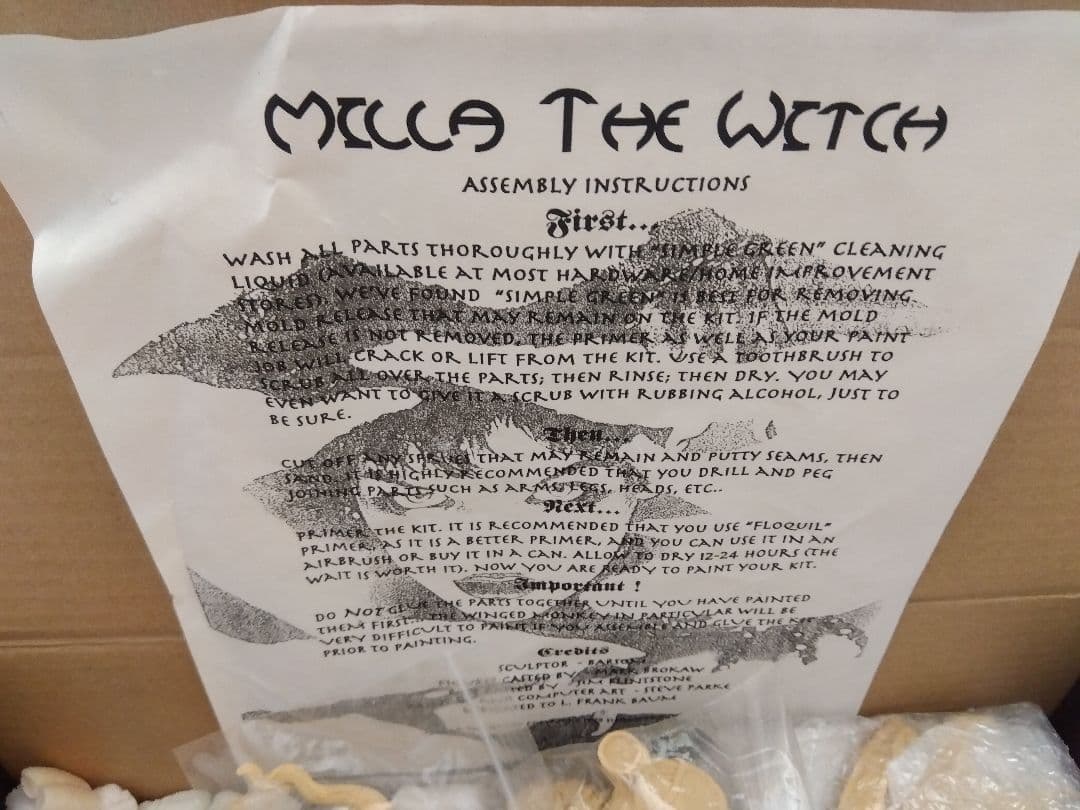 MILLA THE WITCH
ASSEMBLY INSTRUCTIONS
First...
WASH ALL PARTS THOROUGHLY WITH "SIMPLE GREEN" CLEANING
LIQUID (AVAILABLE AT MOST HARDWARE/HOME IMPROVEMENT
STORES). WE'VE FOUND "SIMPLE GREEN" IS BEST FOR REMOVING
MOLD RELEASE THAT MAY REMAIN ON THE KIT. IF THE MOLD
RELEASE IS NOT REMOVED, THE PRIMER AS WELL AS YOUR PAINT
JOB WILL CRACK OR LIFT FROM THE KIT. USE A TOOTHBRUSH TO
SCRUB ALL OVER THE PARTS; THEN RINSE; THEN DRY. YOU MAY
EVEN WANT TO GIVE IT A SCRUB WITH RUBBING ALCOHOL, JUST TO
BE SURE.
Then...
CUT OFF ANY SPRUES THAT MAY REMAIN AND PUTTY SEAMS, THEN
SAND. IT IS HIGHLY RECOMMENDED THAT YOU DRILL AND PEG
JOINING PARTS SUCH AS ARMS, LEGS, HEADS, ETC..
Next...
PRIMER THE KIT. IT IS RECOMMENDED THAT YOU USE "FLOQUIL"
PRIMER, AS IT IS A BETTER PRIMER, AND YOU CAN USE IT IN AN
AIRBRUSH OR BUY IT IN A CAN. ALLOW TO DRY 12-24 HOURS (THE
WAIT IS WORTH IT). NOW YOU ARE READY TO PAINT YOUR KIT.
Important !
DO NOT GLUE THE PARTS TOGETHER UNTIL YOU HAVE PAINTED
THEM FIRST. THE WINGED MONKEY IN PARTICULAR WILL BE
VERY DIFFICULT TO PAINT IF YOU ASSEMBLE AND GLUE THE KIT
PRIOR TO PAINTING.
Credits
SCULPTOR -
CASTED BY - MARK BROKAW
BY - JIM BLINTSTONE
COMPUTER ART - STEVE PARKE
TO L. FRANK BAUM